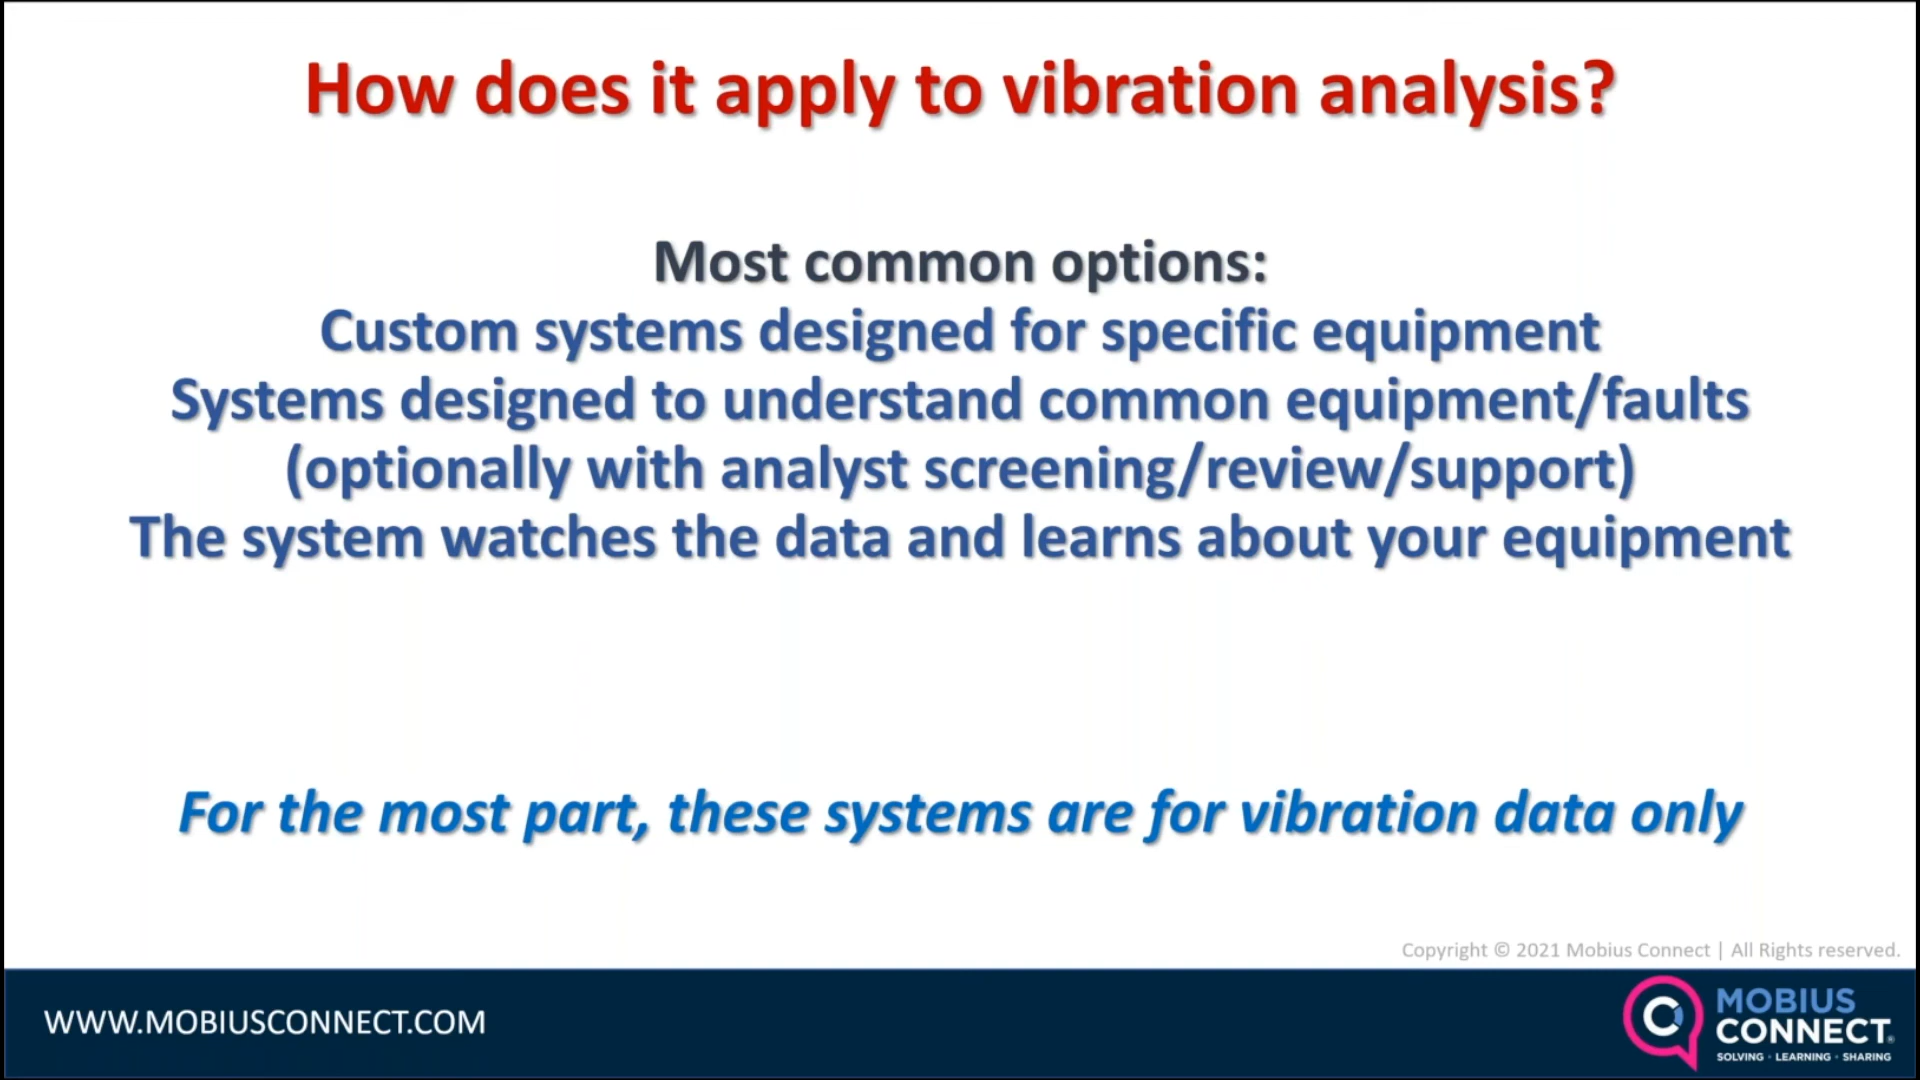 How does it apply to vibration analysis?
Most common options:
Custom systems designed for specific equipment
Systems designed to understand common equipment/faults
(optionally with analyst screening/review/support)
The system watches the data and learns about your equipment
For the most part, these systems are for vibration data only
Copyright © 2021 Mobius Connect | All Rights reserved.
WWW.MOBIUSCONNECT.COM
MOBIUS
CONNECT®
SOLVING · LEARNING · SHARING